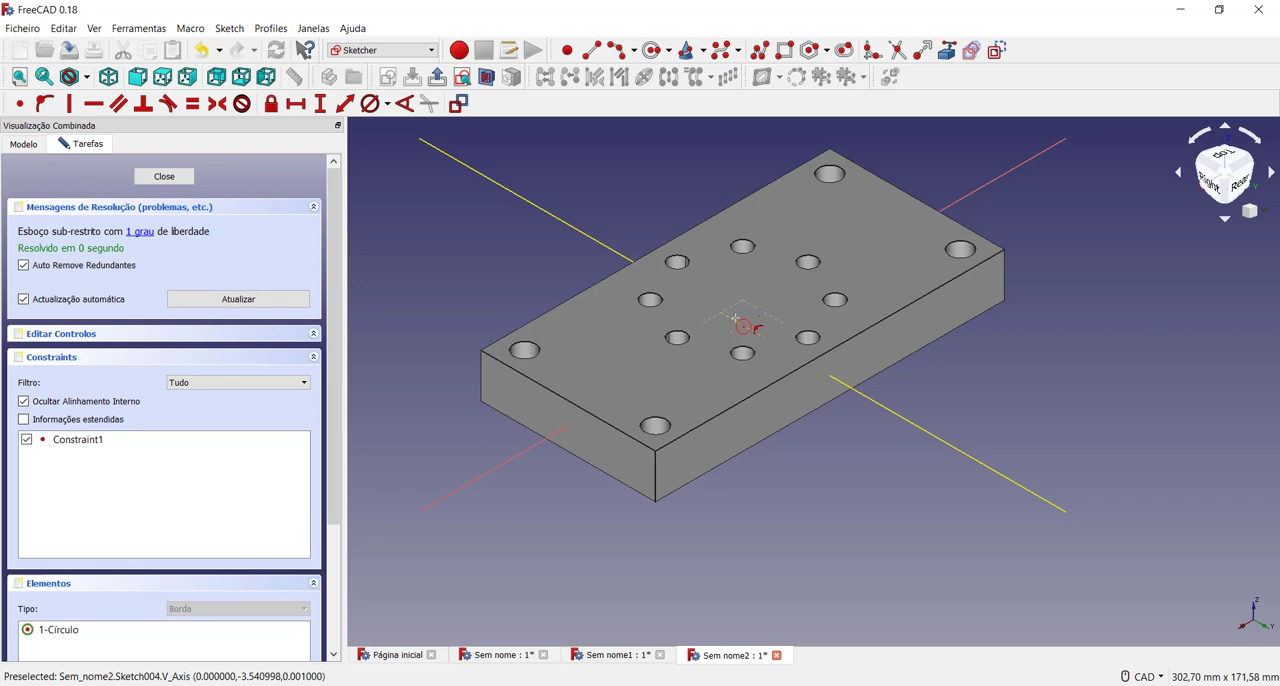 FreeCAD 0.18
Ficheiro Editar Ver Ferramentas Macro Sketch Profiles Janelas Ajuda
Sketcher
Visualização Combinada
Modelo Tarefas
Close
Mensagens de Resolução (problemas, etc.)
Esboço sub-restrito com 1 grau de liberdade
Resolvido em 0 segundo
Auto Remove Redundantes
Actualização automática Atualizar
Editar Controlos
Constraints
Filtro: Tudo
Ocultar Alinhamento Interno
Informações estendidas
Constraint1
Elementos
Tipo: Borda
1-Círculo
Top
Right Rear
Y
Z
Y
Página inicial Sem nome : 1* Sem nome1 : 1* Sem nome2 : 1*
Preselected: Sem_nome2.Sketch004.V_Axis (0.000000,-3.540998,0.001000) CAD 302,70 mm x 171,58 mm